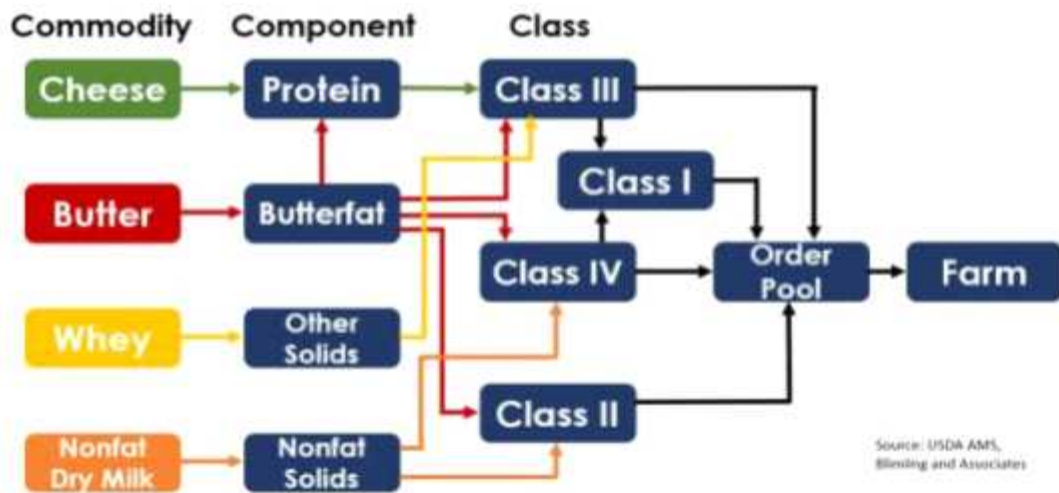 Commodity
Component
Class
Cheese
Protein
Class III
Class I
Butter
Butterfat
Class IV
Order
Pool
Farm
Whey
Other
Solids
Class II
Nonfat
Dry Milk
Nonfat
Solids
Source: USDA AMS,
Blimling and Associates